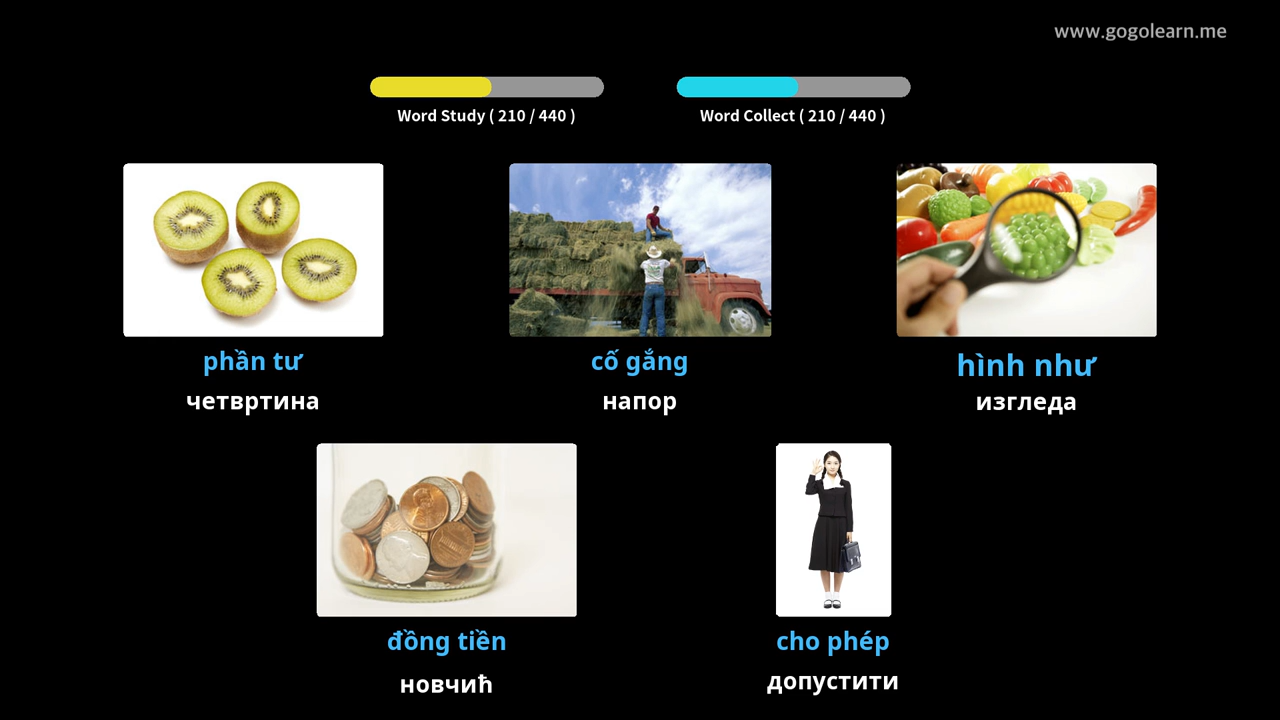 www.gogolearn.me
Word Study ( 210 / 440 )
Word Collect ( 210 / 440 )
phần tư
четвртина
cố gắng
напор
hình như
изгледа
đồng tiền
новчић
cho phép
допустити